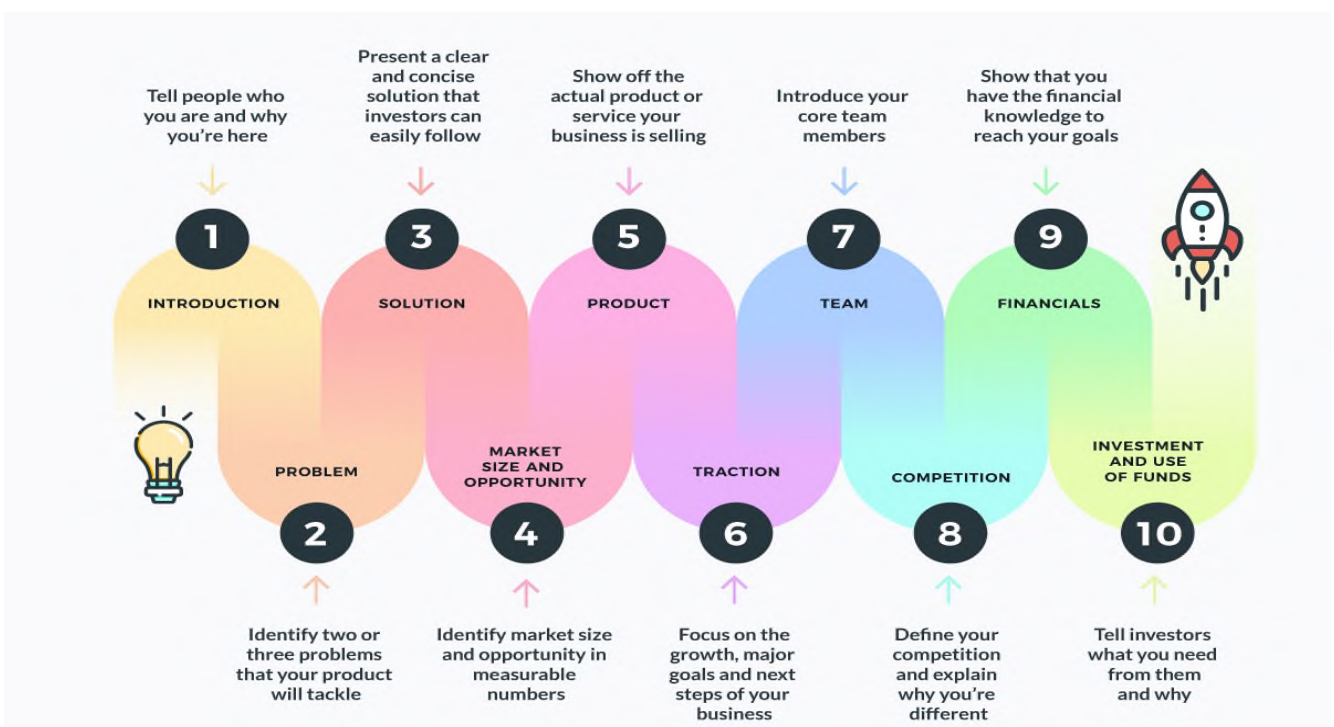 Tell people who
you are and why
you're here
1
INTRODUCTION
PROBLEM
2
Identify two or
three problems
that your product
will tackle
Present a clear
and concise
solution that
investors can
easily follow
3
SOLUTION
MARKET
SIZE AND
OPPORTUNITY
4
Identify market size
and opportunity in
measurable
numbers
Show off the
actual product or
service your
business is selling
5
PRODUCT
TRACTION
6
Focus on the
growth, major
goals and next
steps of your
business
Introduce your
core team
members
7
TEAM
COMPETITION
8
Define your
competition
and explain
why you're
different
Show that you
have the financial
knowledge to
reach your goals
9
FINANCIALS
INVESTMENT
AND USE
OF FUNDS
10
Tell investors
what you need
from them
and why